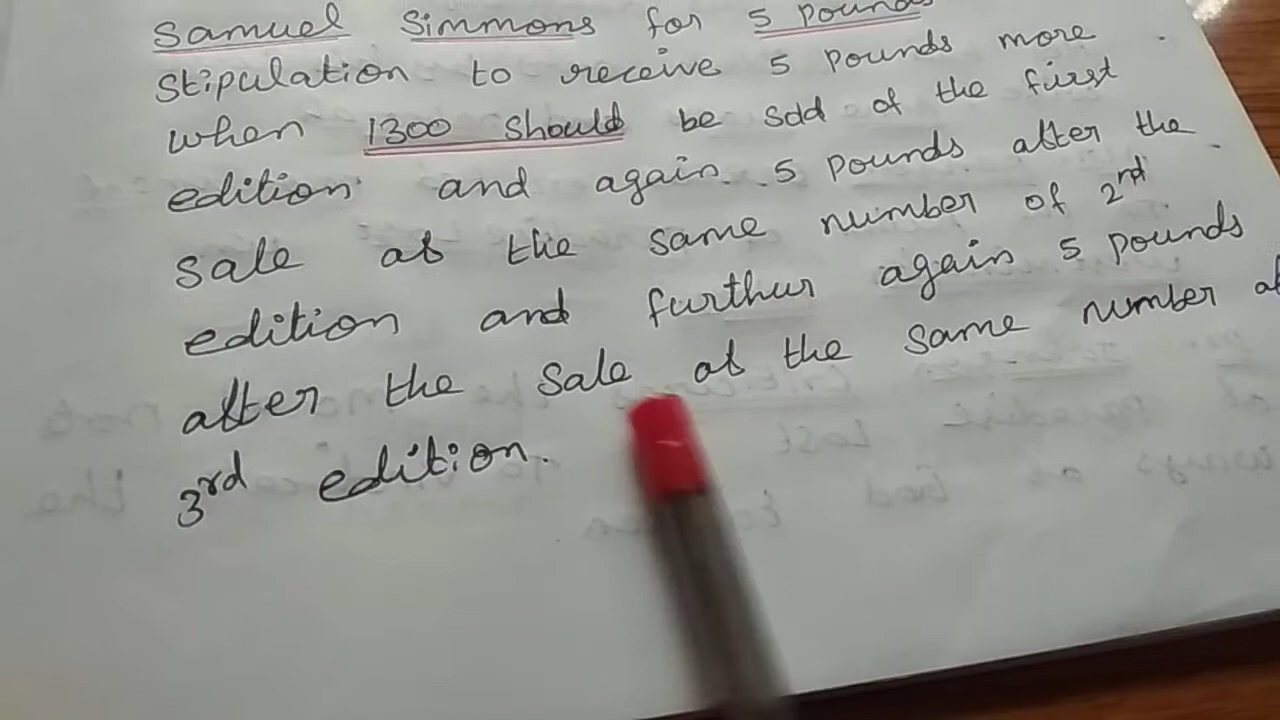 Samuel Simmons for 5 pounds
stipulation to receive 5 pounds more
when 1300 should be sold of the first
edition and again 5 pounds after the
sale of the same number of 2nd
edition and furthur again 5 pounds
after the sale of the same number of
3rd edition.